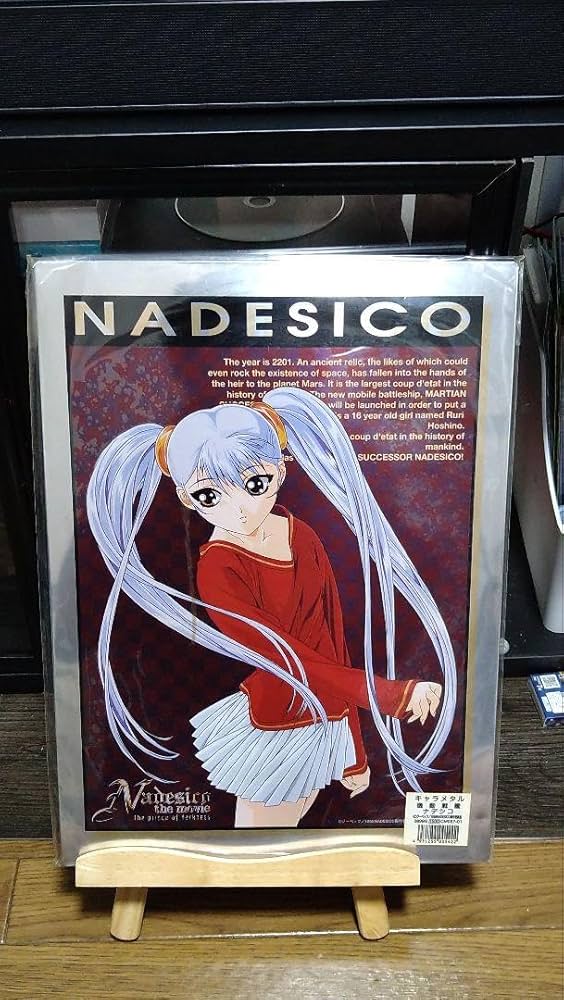 NADESICO
The year is 2201. An ancient relic, the likes of which could
even rock the existence of space, has fallen into the hands of
the heir to the planet Mars. It is the largest coup d'etat in the
history of The new mobile battleship, MARTIAN
will be launched in order to put a
a 16 year old girl named Ruri
Hoshino.
coup d'etat in the history of
mankind.
SUCCESSOR NADESICO!
Nadesico
the movie
the prince of darkness
キャラメタル
機動戦艦
ナデシコ